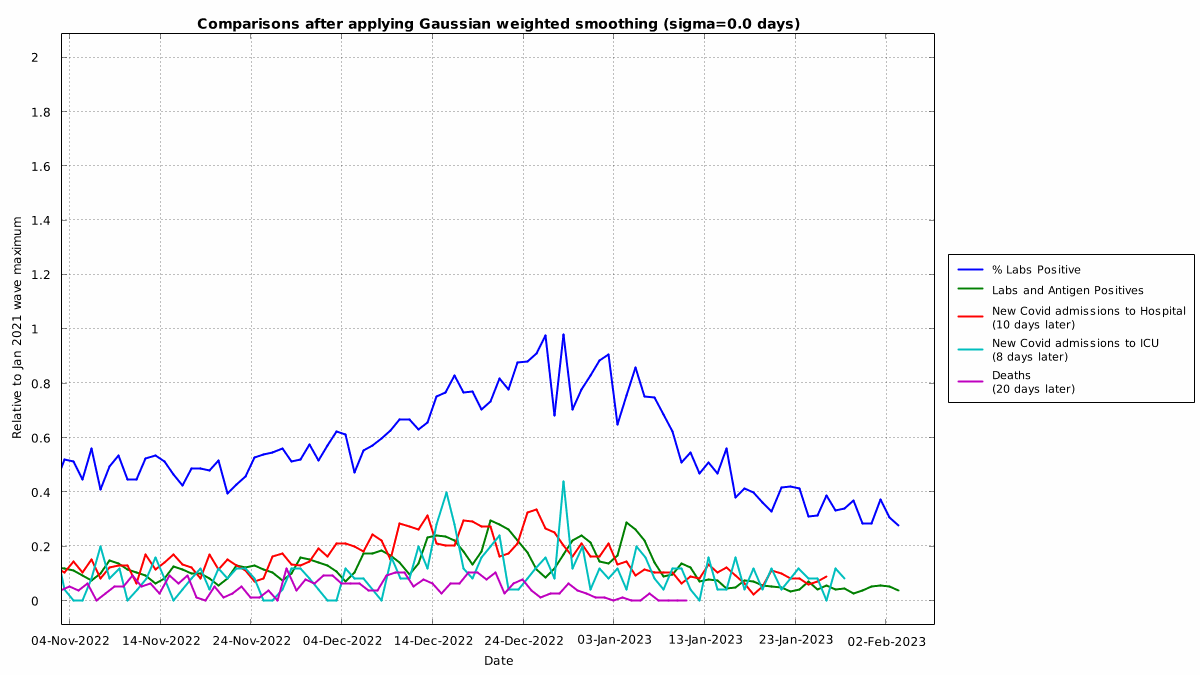 Comparisons after applying Gaussian weighted smoothing (sigma=0.0 days)
Relative to Jan 2021 wave maximum
2
1.8
1.6
1.4
1.2
1
0.8
0.6
0.4
0.2
0
04-Nov-2022 14-Nov-2022 24-Nov-2022 04-Dec-2022 14-Dec-2022 24-Dec-2022 03-Jan-2023 13-Jan-2023 23-Jan-2023 02-Feb-2023
Date
% Labs Positive
Labs and Antigen Positives
New Covid admissions to Hospital
(10 days later)
New Covid admissions to ICU
(8 days later)
Deaths
(20 days later)